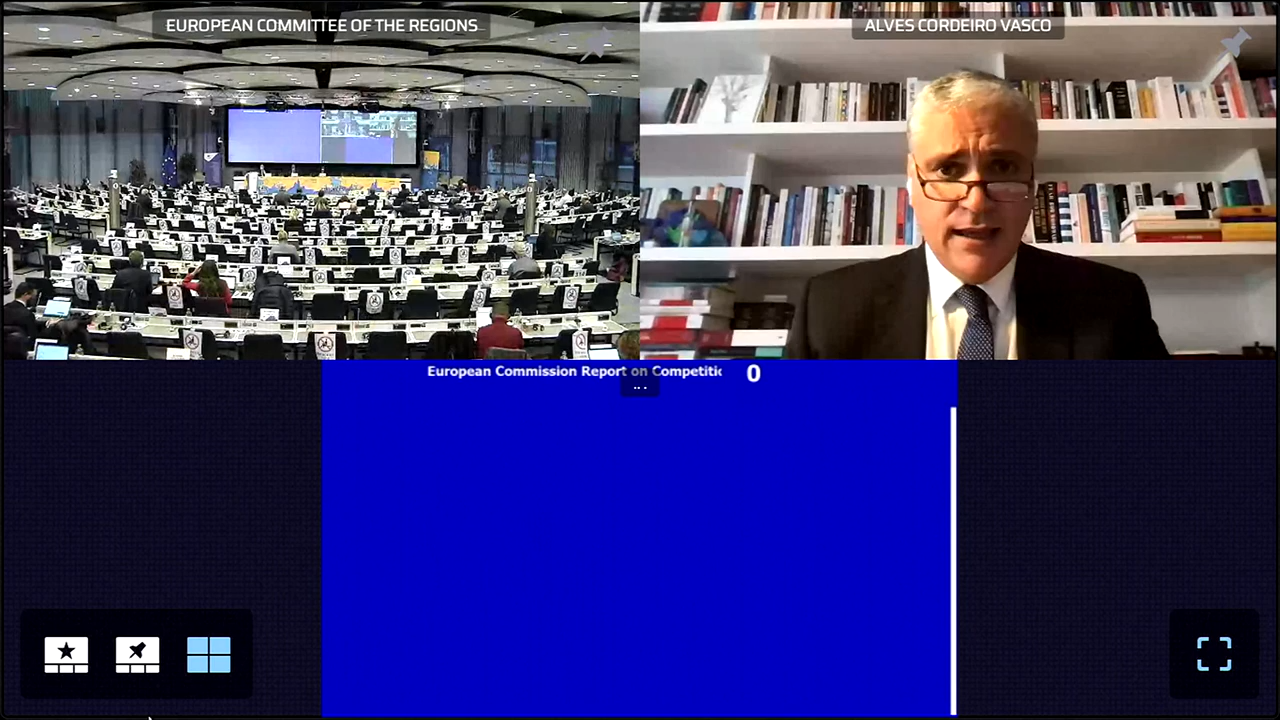 EUROPEAN COMMITTEE OF THE REGIONS
ALVES CORDEIRO VASCO
European Commission Report on Competitic 0